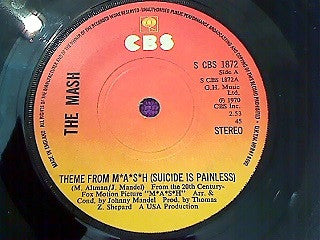 CBS
S CBS 1872
Side A
S CBS 1872A
O.H. Music
Ltd
℗ 1970
CBS Inc.
2.53
45
STEREO
THE MASH
MADE IN ENGLAND
THEME FROM M*A*S*H (SUICIDE IS PAINLESS)
(M. Altman/J. Mandel) From the 20th Century-
Fox Motion Picture "M*A*S*H" Arr. &
Cond. by Johnny Mandel Prod. by Thomas
Z. Shepard A USA Production